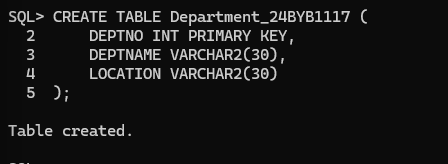 SQL> CREATE TABLE Department_24BYB1117 (
  2      DEPTNO INT PRIMARY KEY,
  3      DEPTNAME VARCHAR2(30),
  4      LOCATION VARCHAR2(30)
  5  );
Table created.